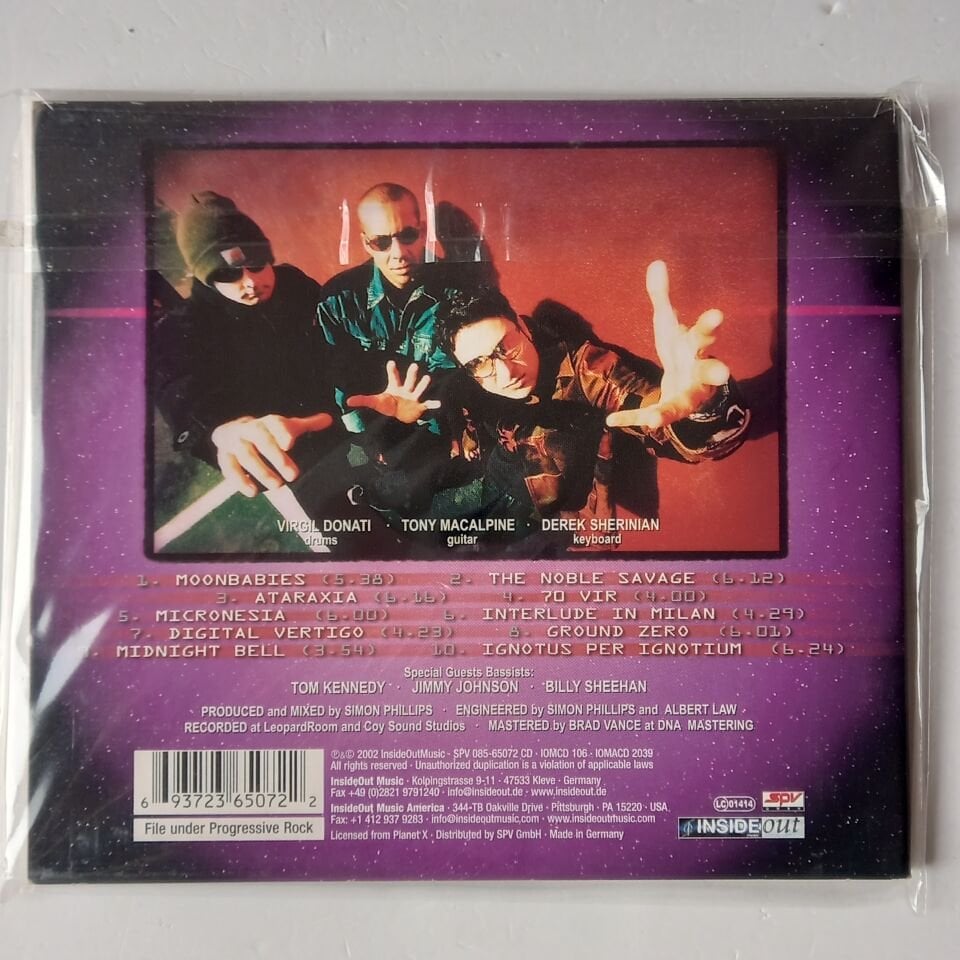 VIRGIL DONATI · TONY MACALPINE · DEREK SHERINIAN
drums guitar keyboard
1. MOONBABIES (5.38) 2. THE NOBLE SAVAGE (6.12)
3. ATARAXIA (6.16) 4. 70 VIR (4.00)
5. MICRONESIA (6.00) 6. INTERLUDE IN MILAN (4.29)
7. DIGITAL VERTIGO (4.23) 8. GROUND ZERO (6.01)
9. MIDNIGHT BELL (3.54) 10. IGNOTUS PER IGNOTIUM (6.24)
Special Guests Bassists:
TOM KENNEDY · JIMMY JOHNSON · BILLY SHEEHAN
· PRODUCED and MIXED by SIMON PHILLIPS · ENGINEERED by SIMON PHILLIPS and ALBERT LAW ·
RECORDED at LeopardRoom and Coy Sound Studios · MASTERED by BRAD VANCE at DNA MASTERING
℗&© 2002 InsideOutMusic · SPV 085-65072 CD · IOMCD 106 · IOMACD 2039
All rights reserved · Unauthorized duplication is a violation of applicable laws
InsideOut Music · Kolpingstrasse 9-11 · 47533 Kleve · Germany
Fax +49 (0)2821 9791240 · info@insideout.de · www.insideout.de
InsideOut Music America · 344-TB Oakville Drive · Pittsburgh · PA 15220 · USA
Fax: +1 412 937 9283 · info@insideoutmusic.com · www.insideoutmusic.com
Licensed from Planet X · Distributed by SPV GmbH · Made in Germany
6 93723 65072 2
File under Progressive Rock
LC 01414
SPV
INSIDE out